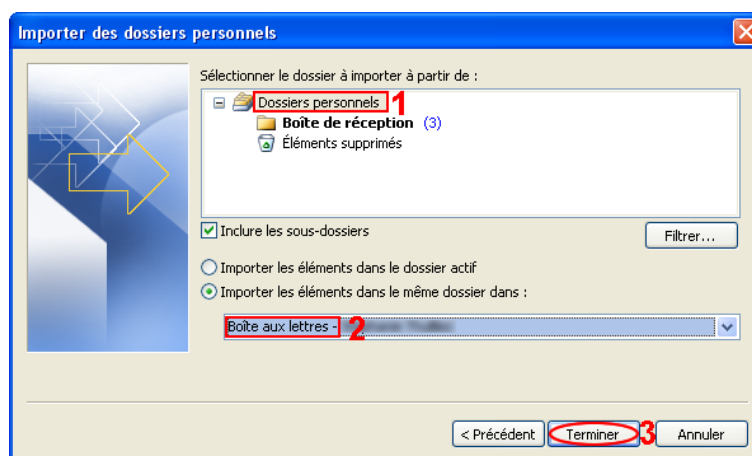 Importer des dossiers personnels
Sélectionner le dossier à importer à partir de :
Dossiers personnels 1
Boîte de réception (3)
Éléments supprimés
Inclure les sous-dossiers
Filtrer...
Importer les éléments dans le dossier actif
Importer les éléments dans le même dossier dans :
Boîte aux lettres - 2
< Précédent Terminer 3 Annuler